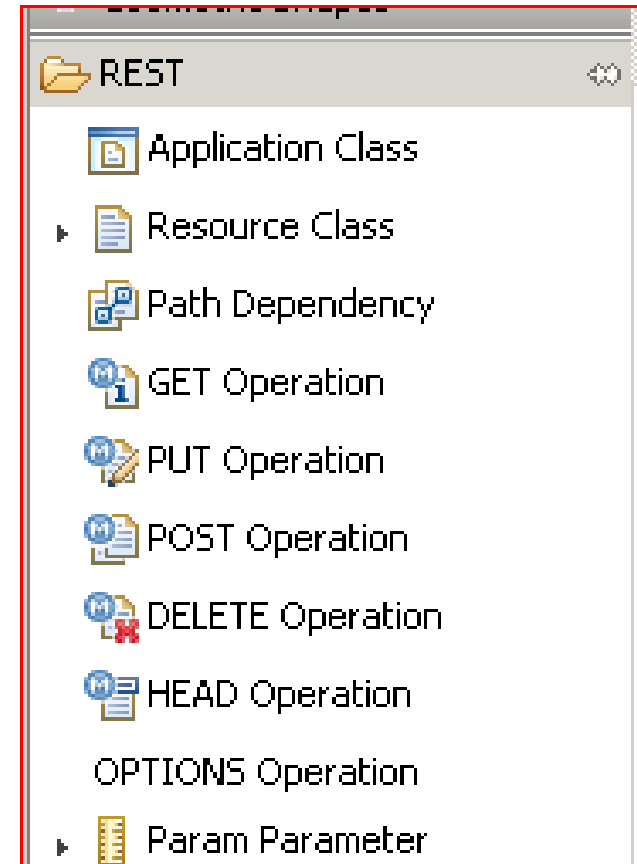 REST
Application Class
Resource Class
Path Dependency
GET Operation
PUT Operation
POST Operation
DELETE Operation
HEAD Operation
OPTIONS Operation
Param Parameter